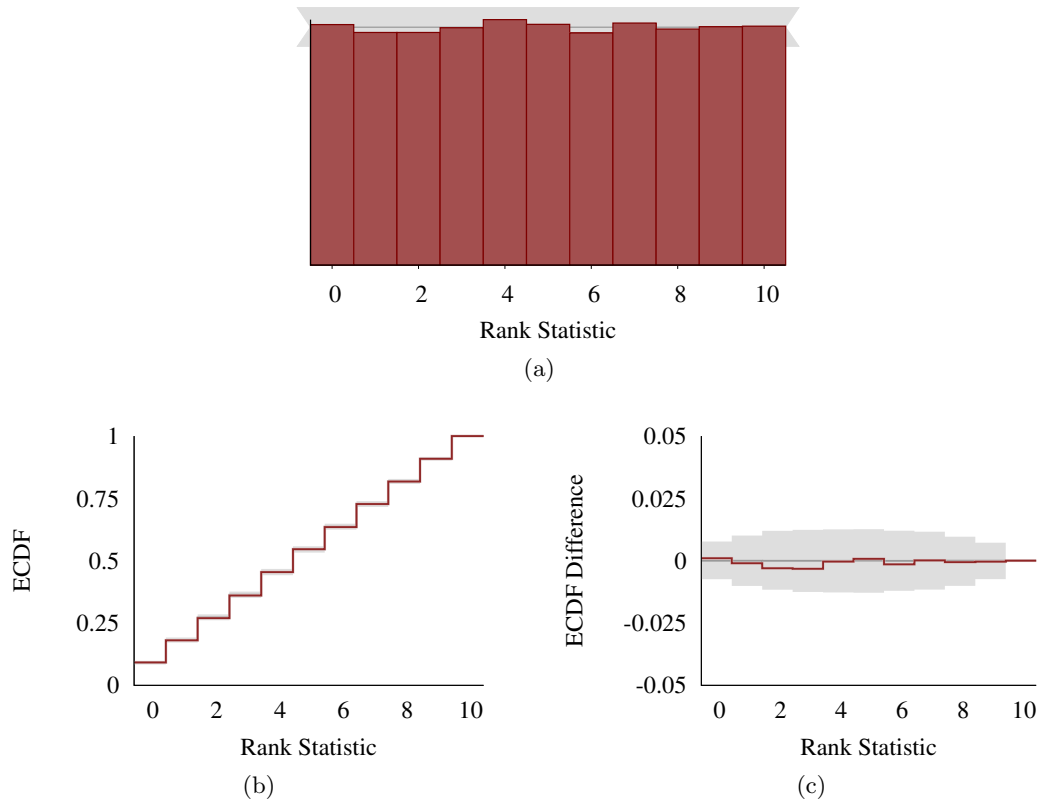 0 2 4 6 8 10
Rank Statistic
(a)
1
0.75
0.5
0.25
0
ECDF
0 2 4 6 8 10
Rank Statistic
(b)
0.05
0.025
0
-0.025
-0.05
ECDF Difference
0 2 4 6 8 10
Rank Statistic
(c)